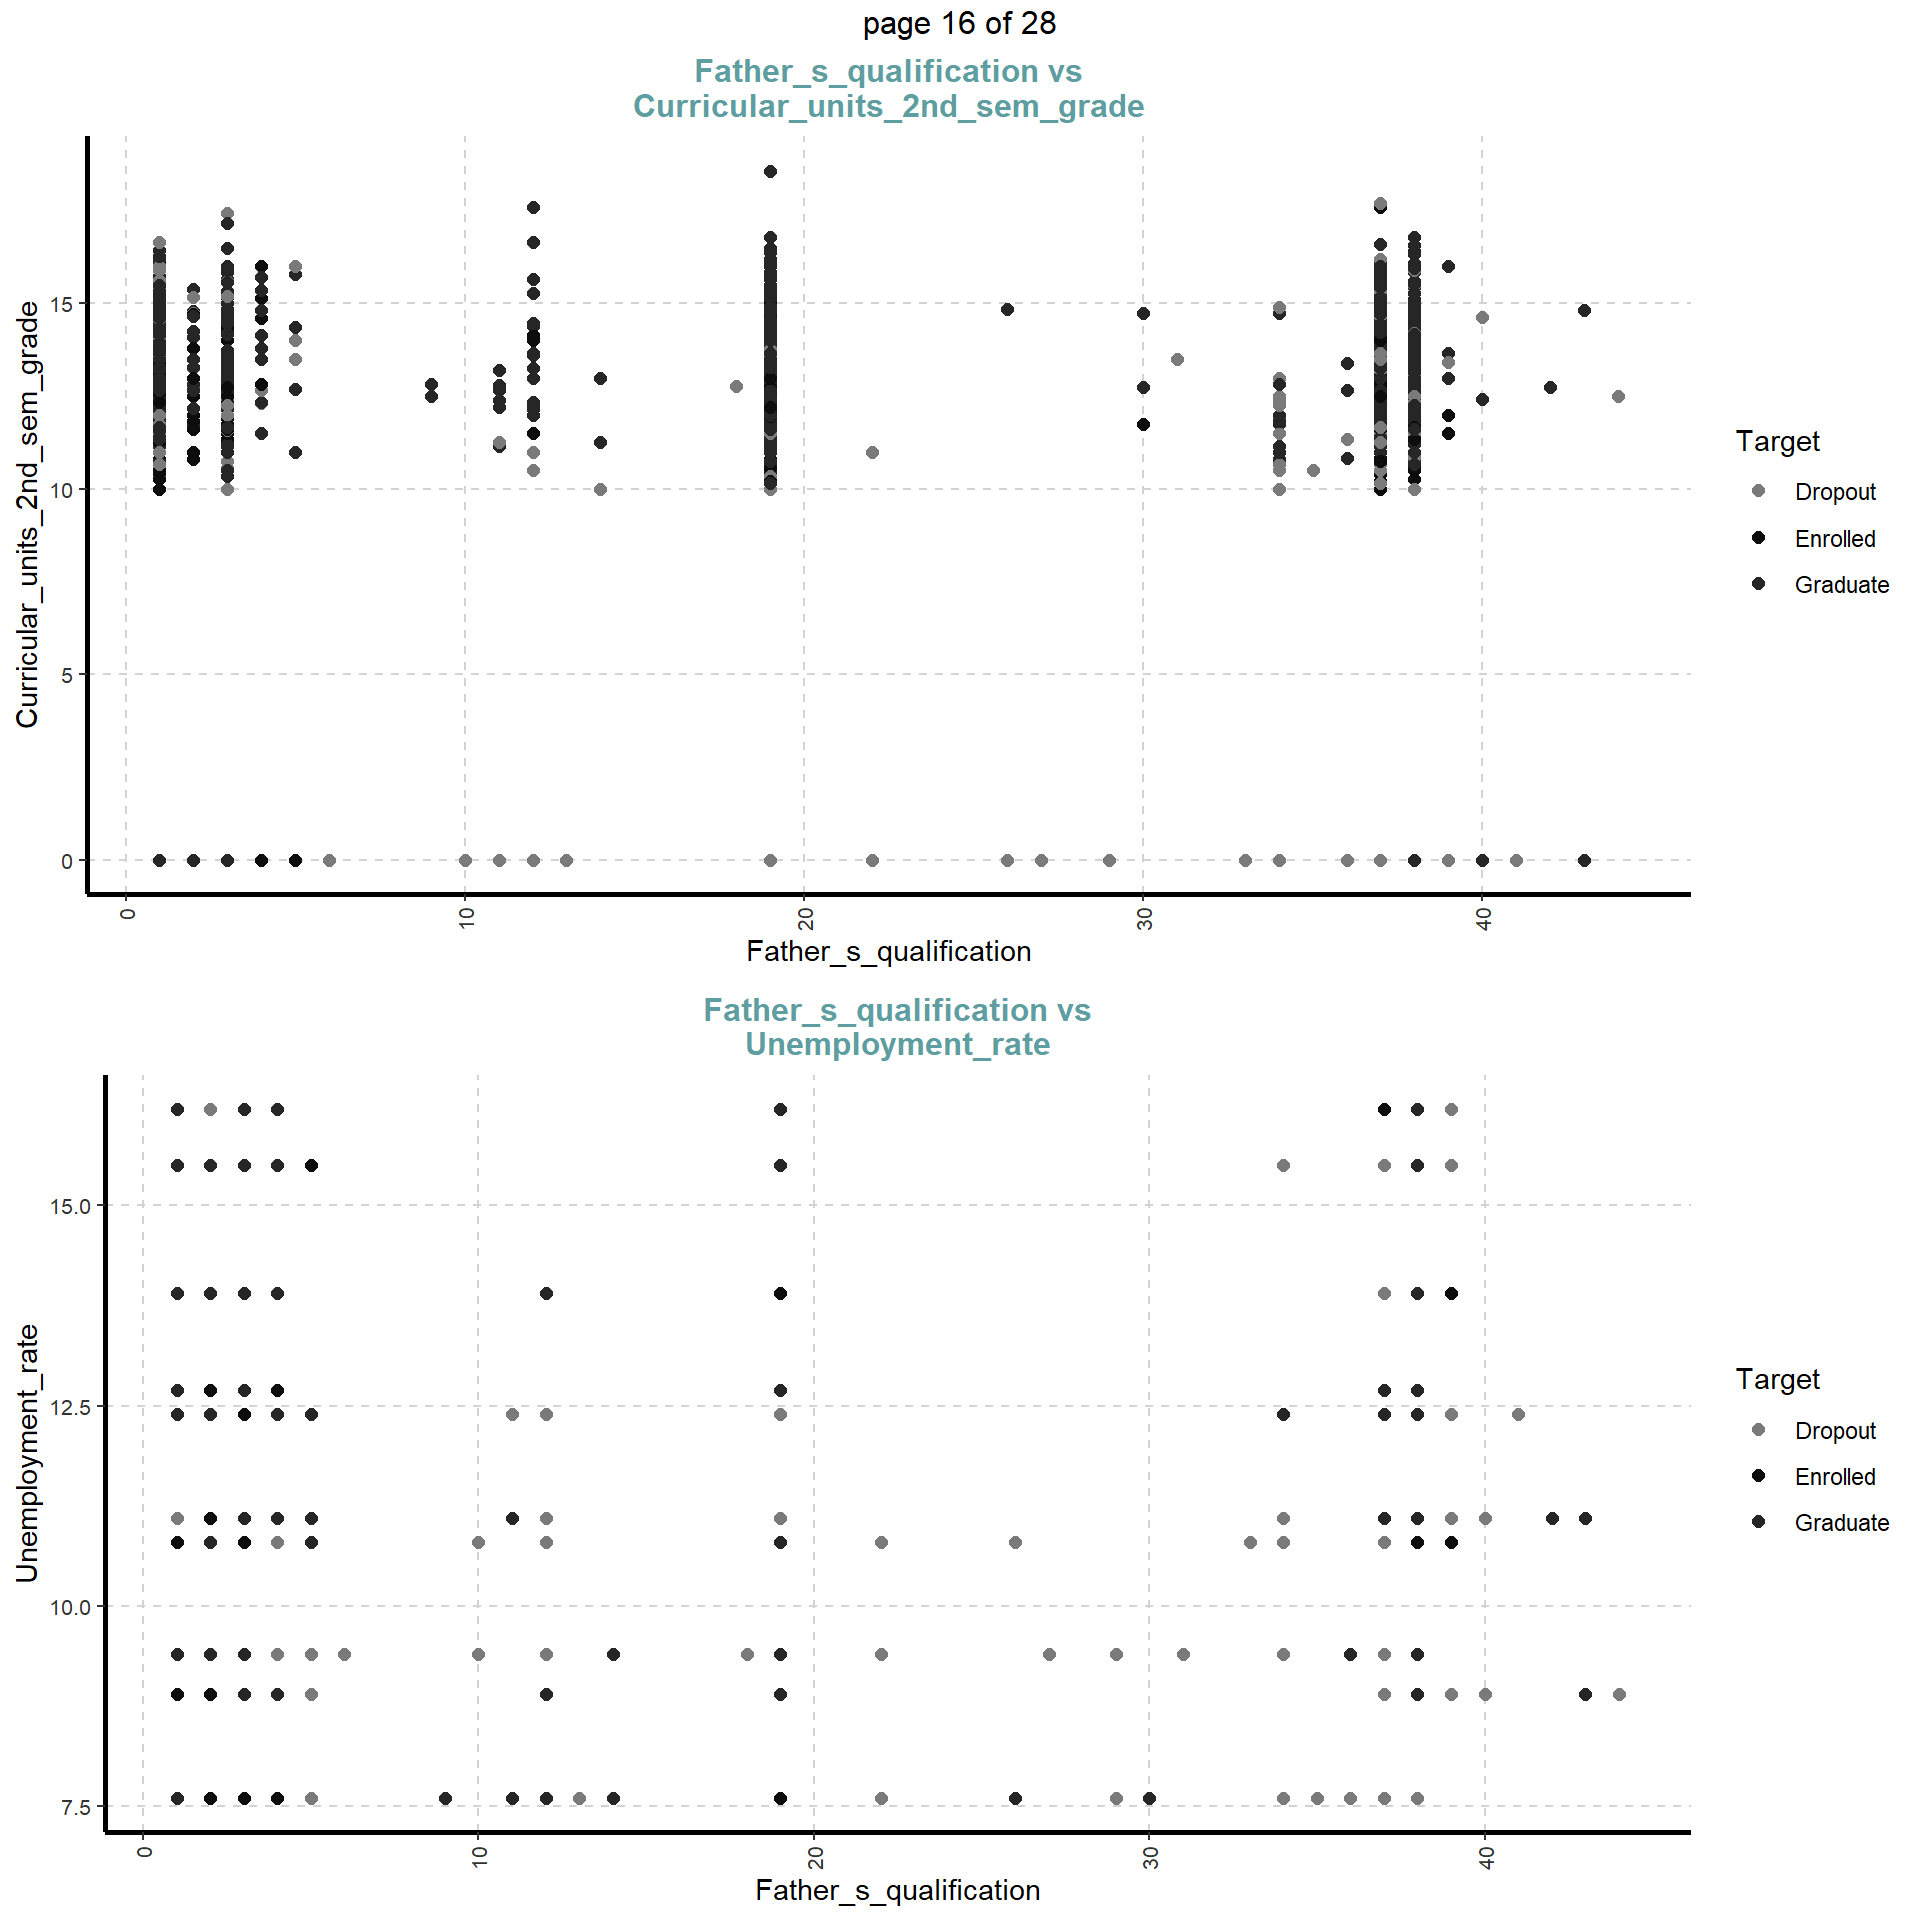 page 16 of 28
Father_s_qualification vs
Curricular_units_2nd_sem_grade
Curricular_units_2nd_sem_grade
15
10
5
0
0
10
20
30
40
Father_s_qualification
Target
Dropout
Enrolled
Graduate
Father_s_qualification vs
Unemployment_rate
Unemployment_rate
15.0
12.5
10.0
7.5
0
10
20
30
40
Father_s_qualification
Target
Dropout
Enrolled
Graduate